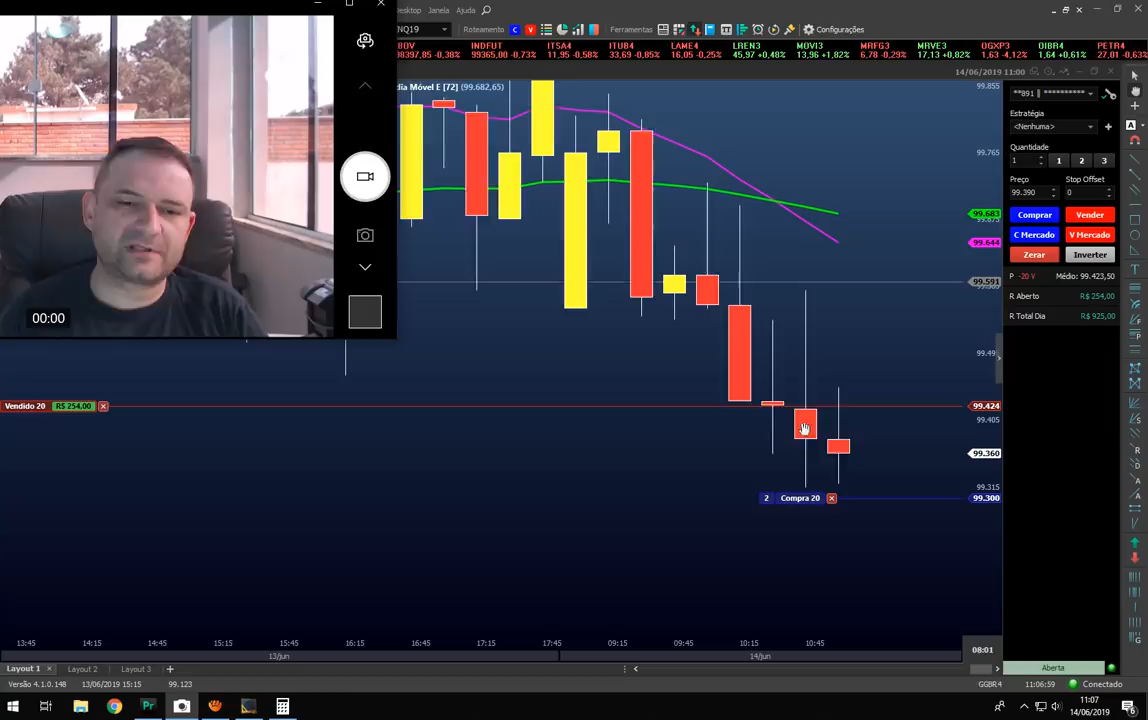 esktop Janela Ajuda
NQ19 Roteamento C V Ferramentas Configurações
BOV INDFUT ITSA4 ITUB4 LAME4 LREN3 MOVI3 MRFG3 MRVE3 OGXP3 OIBR4 PETR4
98397,85 -0,38% 99365,00 -0,73% 11,95 -0,58% 33,69 -0,85% 16,05 -0,25% 45,97 +0,48% 13,96 +1,82% 6,78 -0,29% 17,13 +0,82% 1,63 -4,12% 1,64 +0,61% 27,01 -0,63%
14/06/2019 11:00
dia Móvel E [72] (99.682,65)
99.855
99.765
99.683
99.675
99.644
99.591
99.49
99.424
99.405
99.360
99.315
99.300
00:00
Vendido 20 R$ 254,00
2 Compra 20
**891
Estratégia
<Nenhuma>
Quantidade
1 1 2 3
Preço Stop Offset
99.390 0
Comprar Vender
C Mercado V Mercado
Zerar Inverter
P -20 V Médio: 99.423,50
R Aberto R$ 254,00
R Total Dia R$ 925,00
13:45 14:15 14:45 15:15 15:45 16:15 16:45 17:15 17:45 09:15 09:45 10:15 10:45
13/jun 14/jun
08:01
Layout 1 Layout 2 Layout 3
Aberta
Versão 4.1.0.148 13/06/2019 15:15 99.123 GGBR4 11:06:59 Conectado
11:07
14/06/2019
6